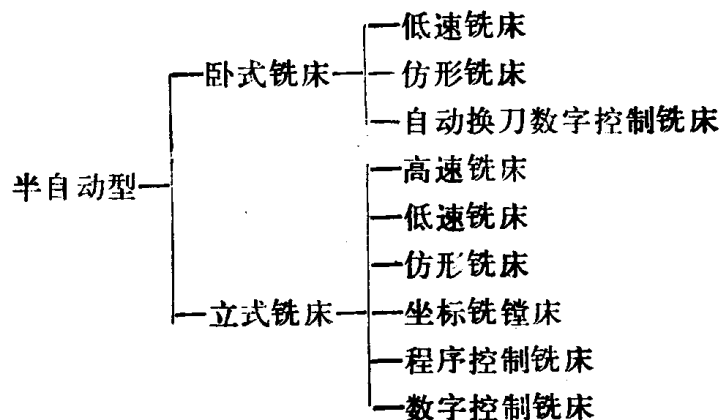 低速铣床
卧式铣床
仿形铣床
自动换刀数字控制铣床
半自动型
高速铣床
低速铣床
仿形铣床
立式铣床
坐标铣镗床
程序控制铣床
数字控制铣床